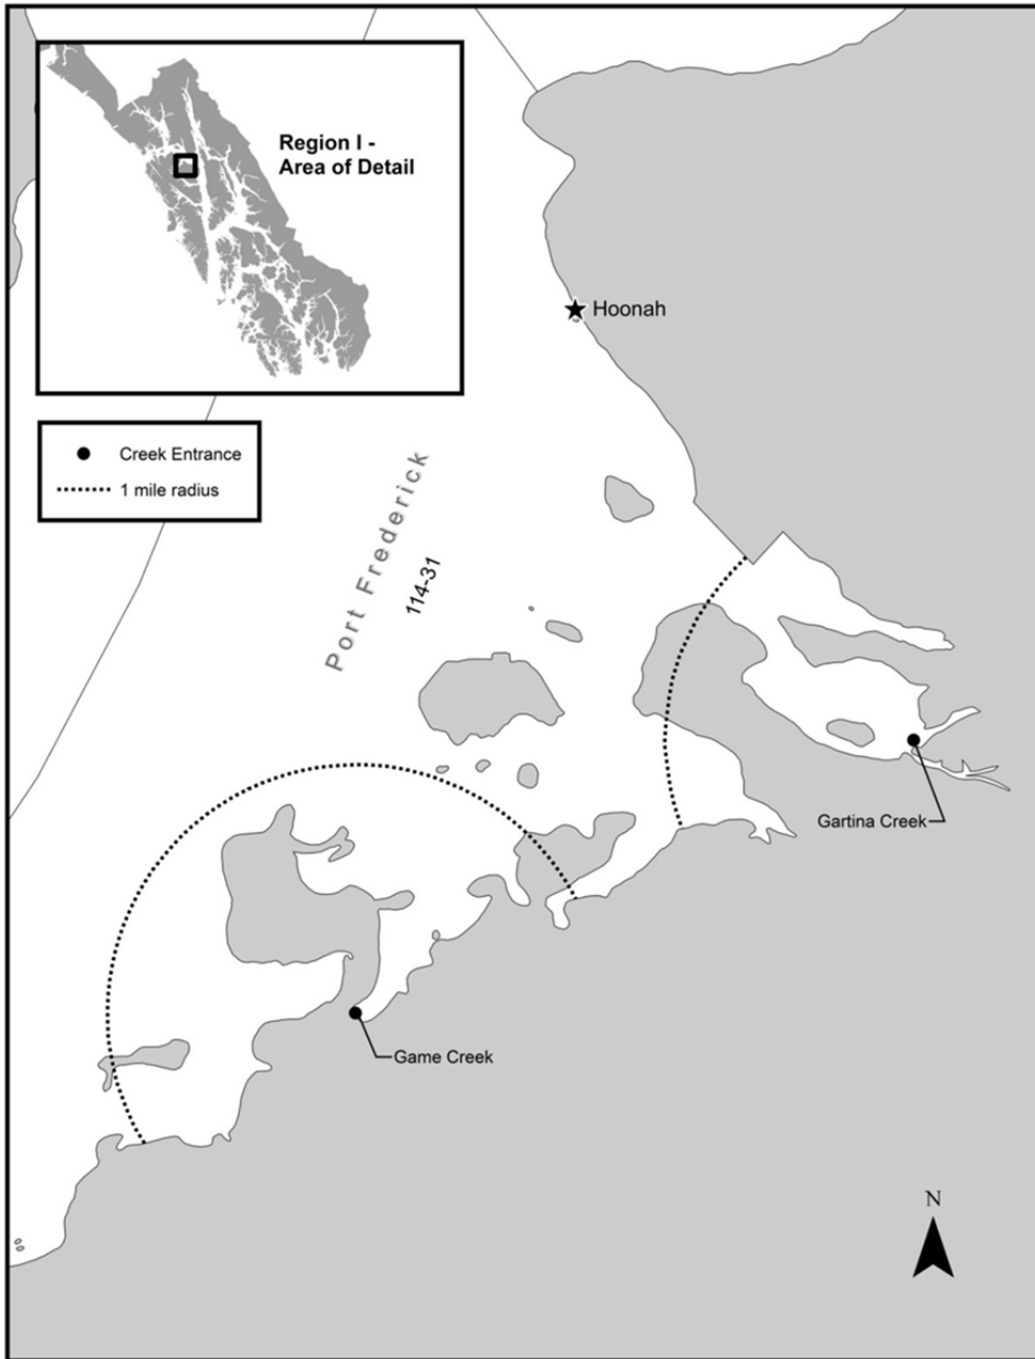 Region I -
Area of Detail
Hoonah
Creek Entrance
1 mile radius
Port Frederick
114-31
Gartina Creek
Game Creek
N